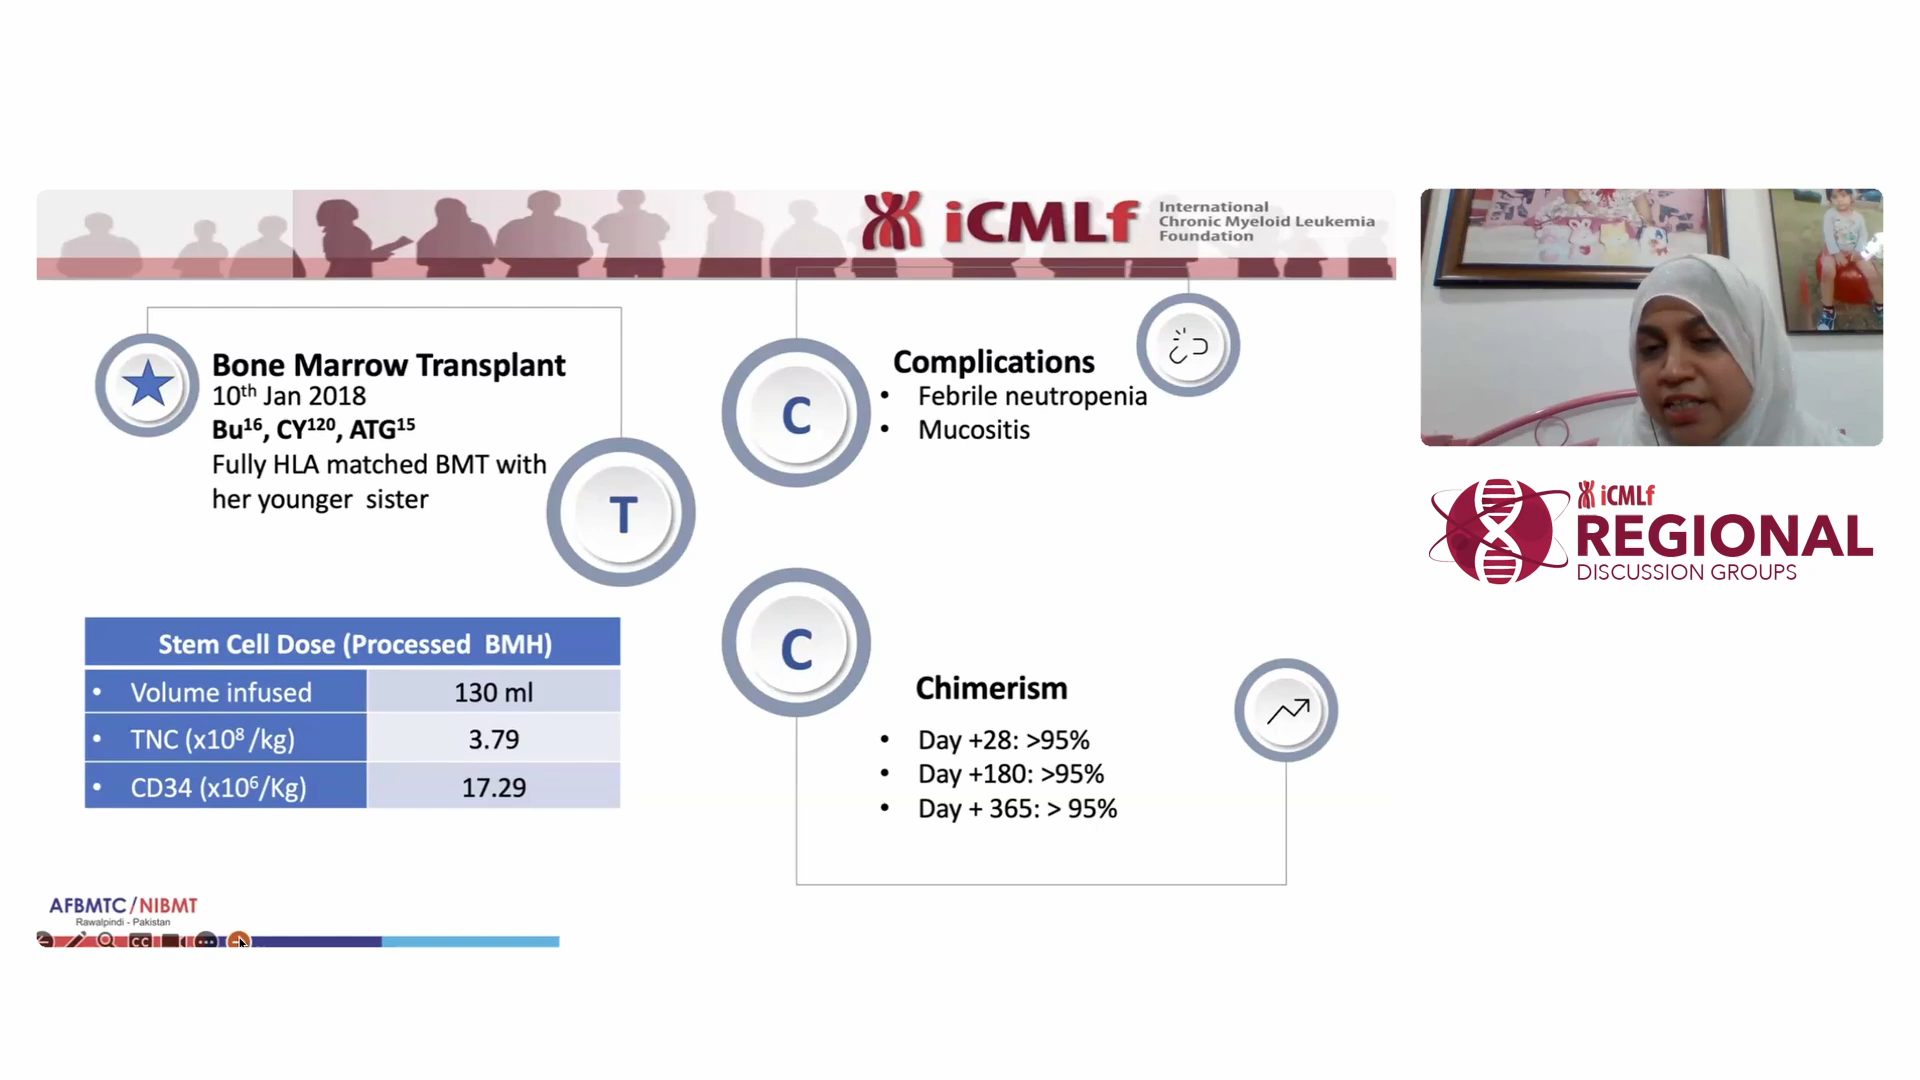 iCMLf
International
Chronic Myeloid Leukemia
Foundation
Bone Marrow Transplant
10th Jan 2018
Bu16, CY120, ATG15
Fully HLA matched BMT with
her younger  sister
T
Stem Cell Dose (Processed  BMH)
• Volume infused 130 ml
• TNC (x10⁸ /kg) 3.79
• CD34 (x10⁶/Kg) 17.29
C
Complications
• Febrile neutropenia
• Mucositis
C
Chimerism
• Day +28: >95%
• Day +180: >95%
• Day + 365: > 95%
AFBMTC/NIBMT
Rawalpindi - Pakistan
CC
iCMLf
REGIONAL
DISCUSSION GROUPS